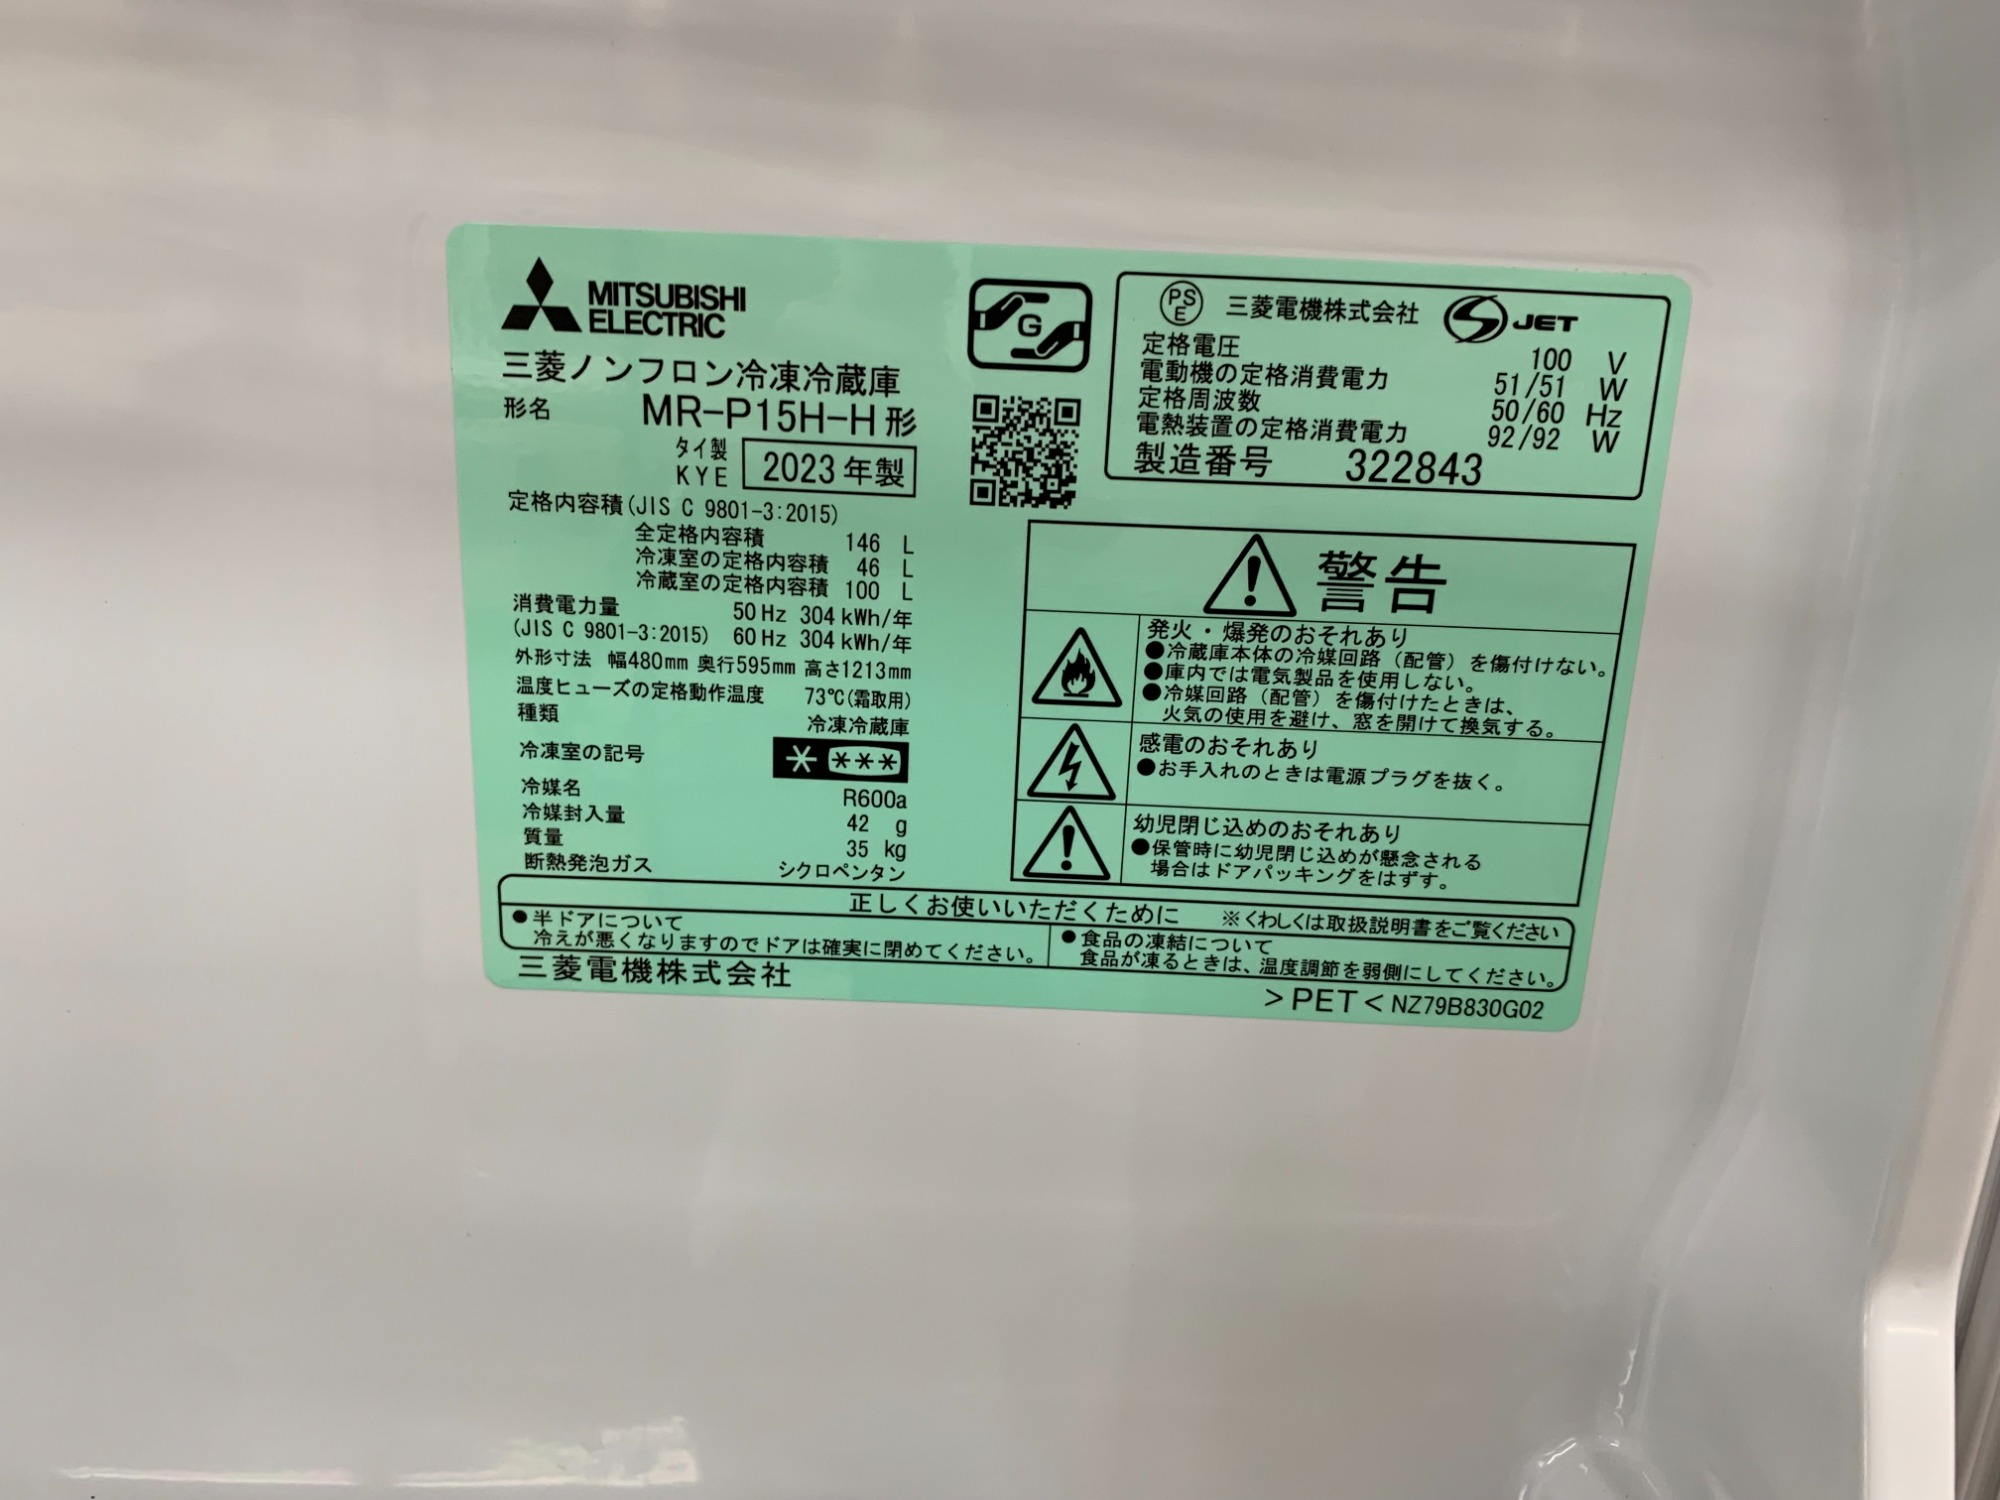 MITSUBISHI
ELECTRIC
三菱ノンフロン冷凍冷蔵庫
形名 MR-P15H-H形
タイ製
KYE 2023年製
定格内容積(JIS C 9801-3:2015)
全定格内容積 146 L
冷凍室の定格内容積 46 L
冷蔵室の定格内容積 100 L
消費電力量 50Hz 304kWh/年
(JIS C 9801-3:2015) 60Hz 304kWh/年
外形寸法 幅480mm 奥行595mm 高さ1213mm
温度ヒューズの定格動作温度 73℃(霜取用)
種類 冷凍冷蔵庫
冷凍室の記号 * ***
冷媒名 R600a
冷媒封入量 42 g
質量 35 kg
断熱発泡ガス シクロペンタン
G
PS
E 三菱電機株式会社 S JET
定格電圧 100 V
電動機の定格消費電力 51/51 W
定格周波数 50/60 Hz
電熱装置の定格消費電力 92/92 W
製造番号 322843
警告
発火・爆発のおそれあり
●冷蔵庫本体の冷媒回路(配管)を傷付けない。
●庫内では電気製品を使用しない。
●冷媒回路(配管)を傷付けたときは、
火気の使用を避け、窓を開けて換気する。
感電のおそれあり
●お手入れのときは電源プラグを抜く。
幼児閉じ込めのおそれあり
●保管時に幼児閉じ込めが懸念される
場合はドアパッキングをはずす。
正しくお使いいただくために ※くわしくは取扱説明書をご覧ください
●半ドアについて
冷えが悪くなりますのでドアは確実に閉めてください。
●食品の凍結について
食品が凍るときは、温度調節を弱側にしてください。
三菱電機株式会社
>PET< NZ79B830G02